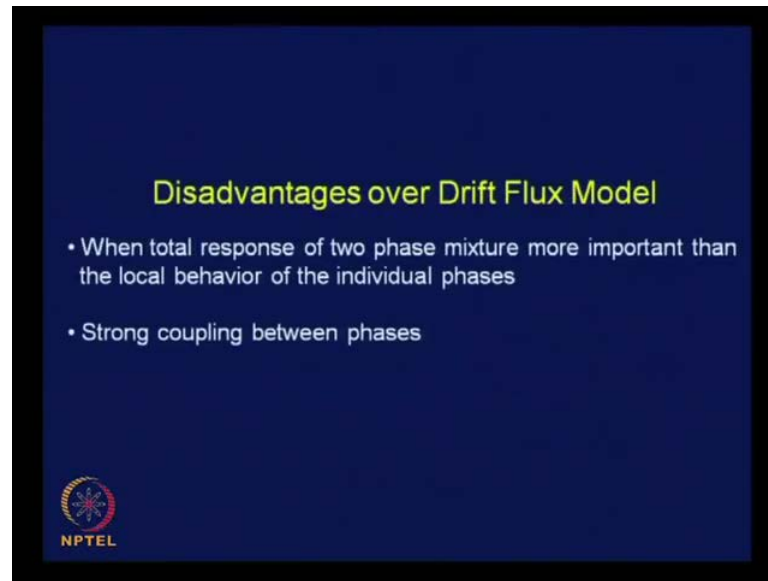 Disadvantages over Drift Flux Model
• When total response of two phase mixture more important than
the local behavior of the individual phases
• Strong coupling between phases
NPTEL